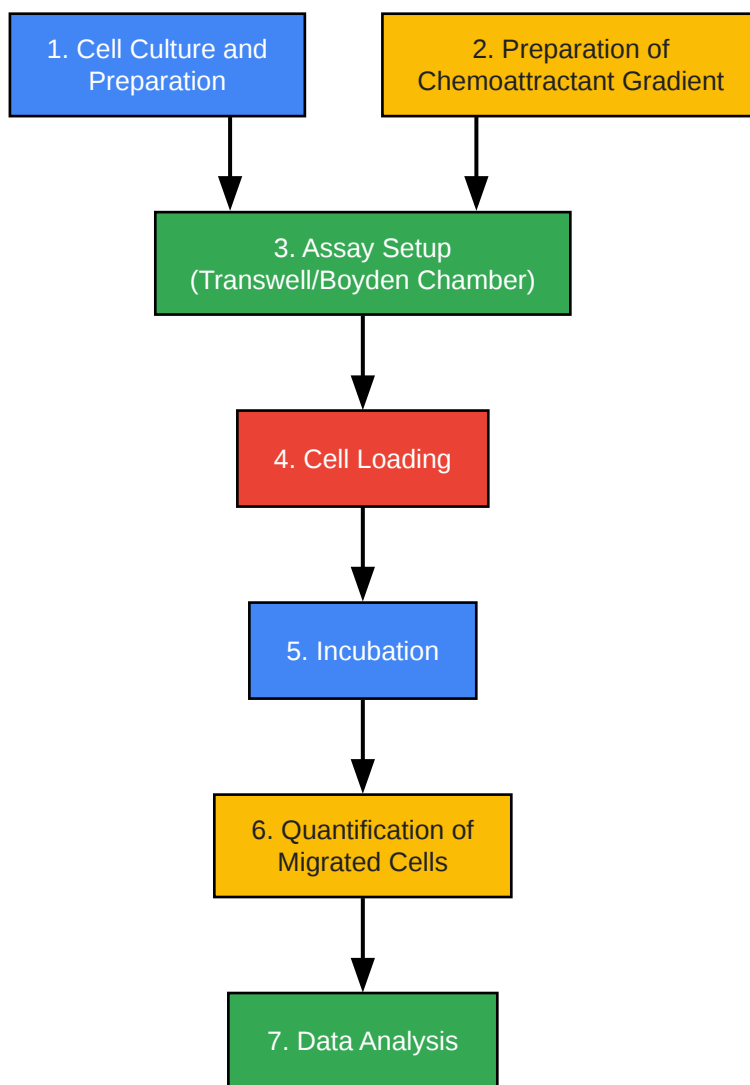 1. Cell Culture and
Preparation
2. Preparation of
Chemoattractant Gradient
3. Assay Setup
(Transwell/Boyden Chamber)
4. Cell Loading
5. Incubation
6. Quantification of
Migrated Cells
7. Data Analysis